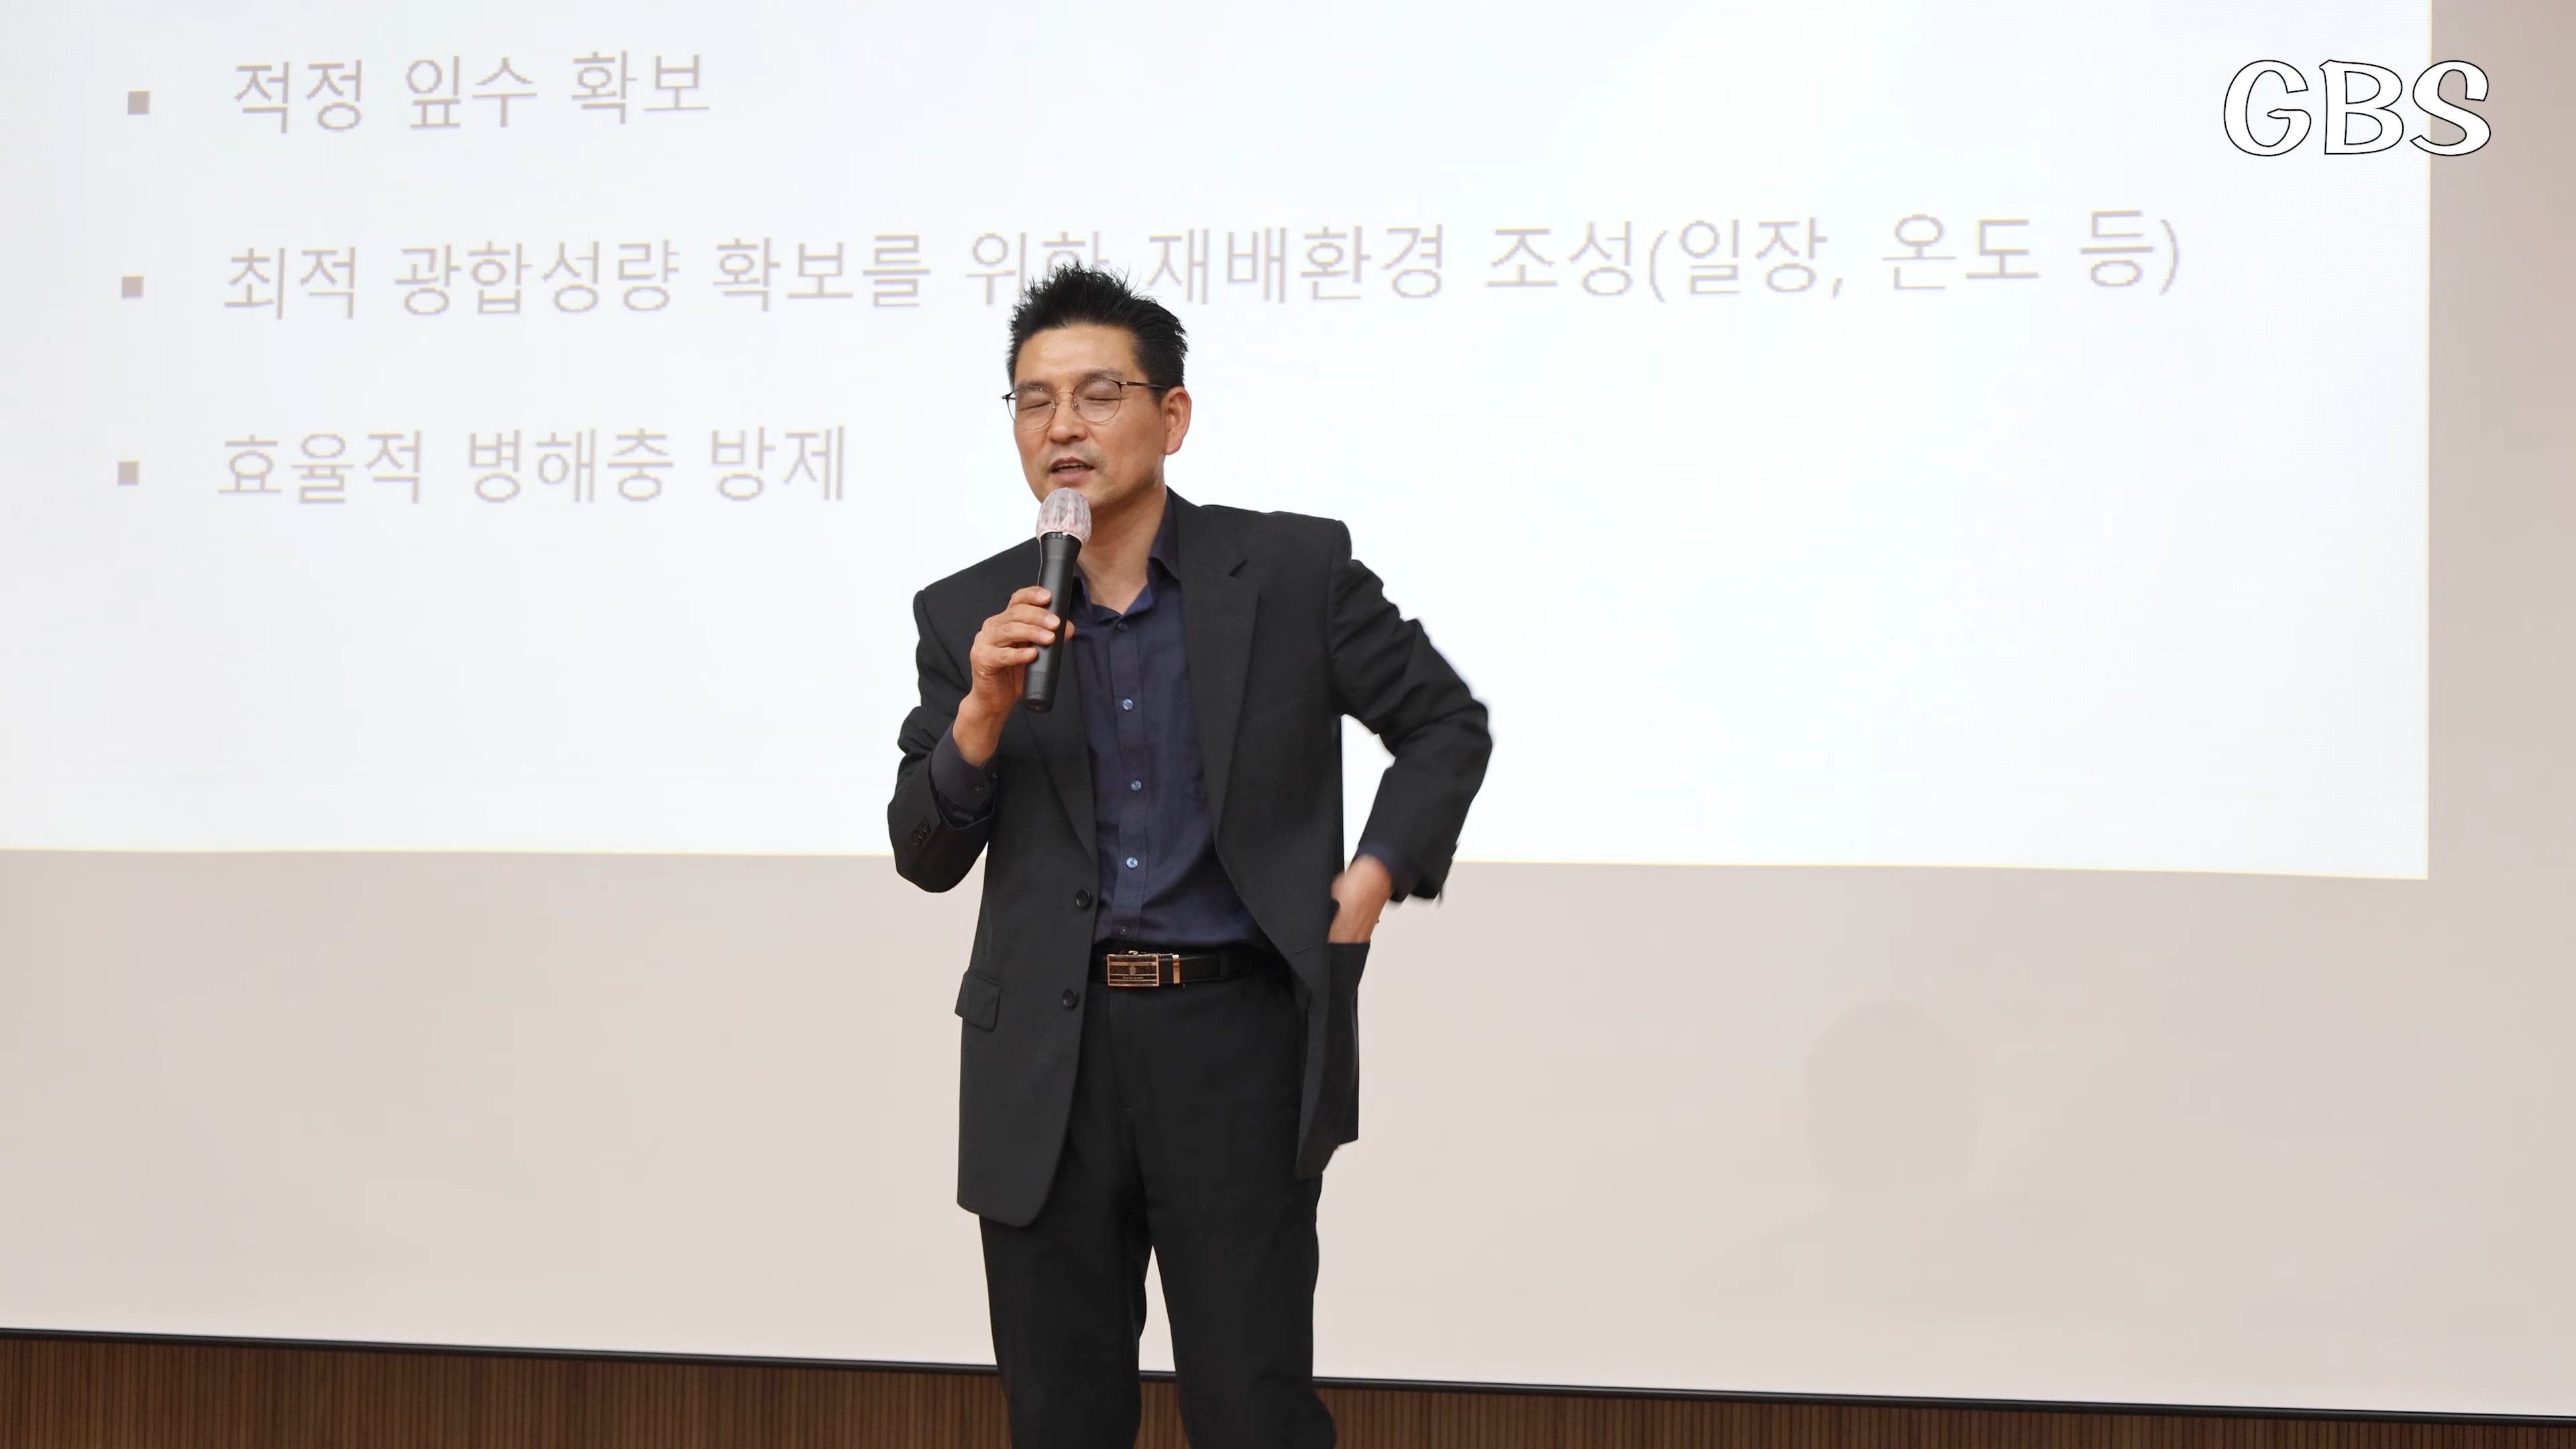 GBS
▪ 적정 잎수 확보
▪ 최적 광합성량 확보를 위한 재배환경 조성(일장, 온도 등)
▪ 효율적 병해충 방제